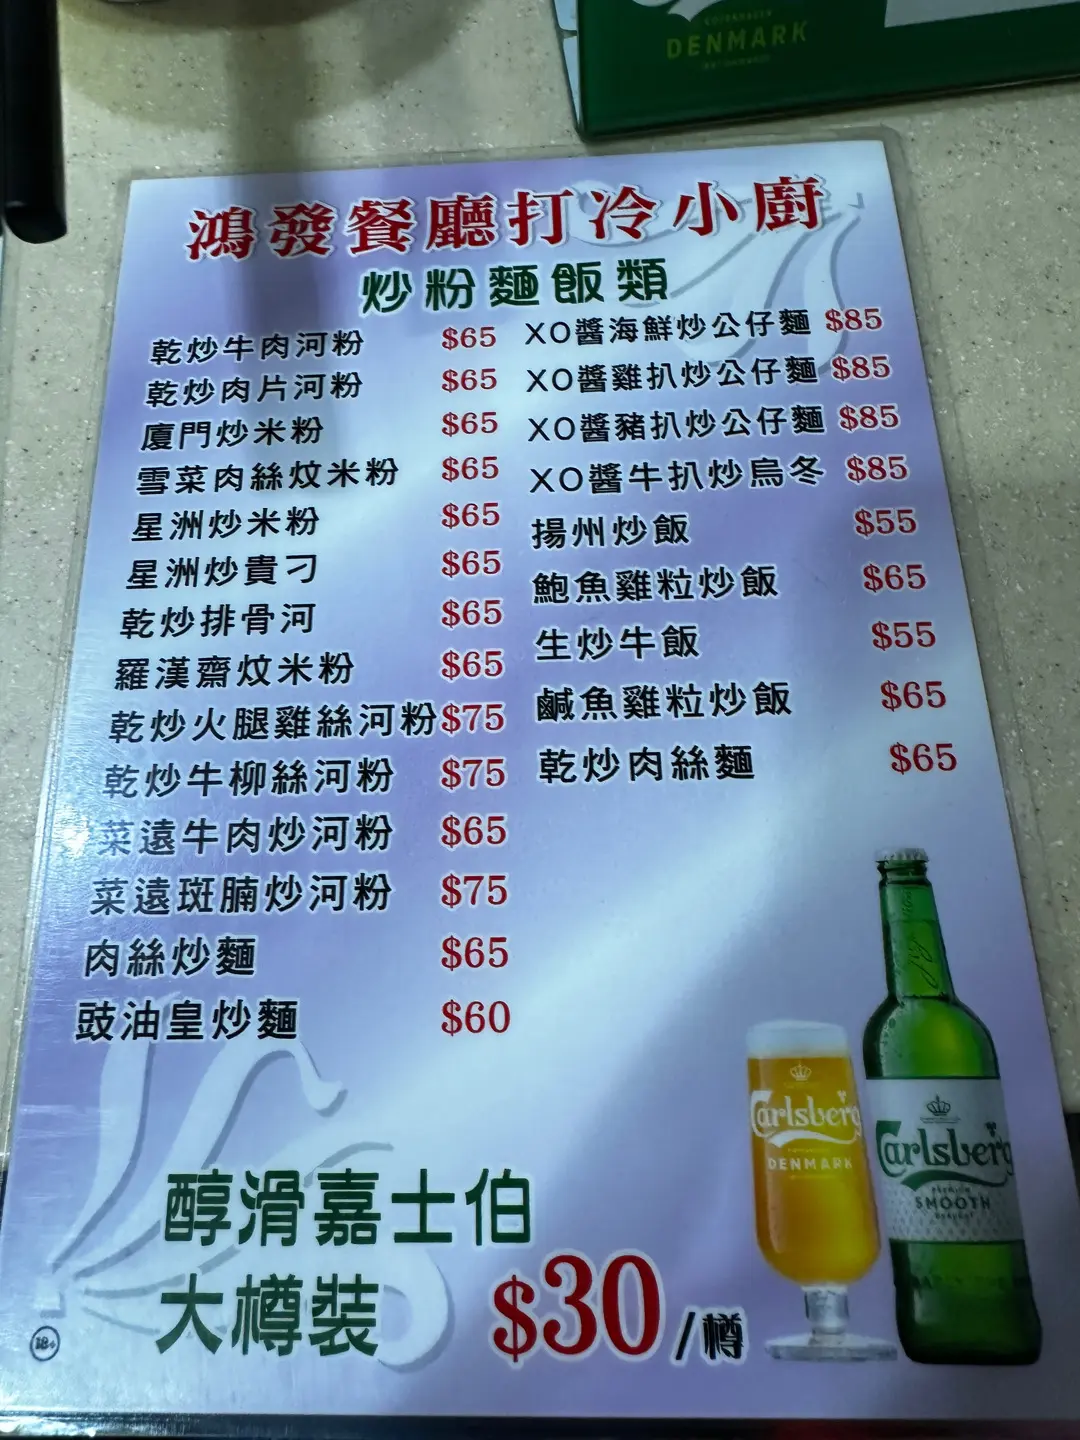 DENMARK
鴻發餐廳打冷小廚
炒粉麵飯類
乾炒牛肉河粉 $65
乾炒肉片河粉 $65
廈門炒米粉 $65
雪菜肉絲炆米粉 $65
星洲炒米粉 $65
星洲炒貴刁 $65
乾炒排骨河 $65
羅漢齋炆米粉 $65
乾炒火腿雞絲河粉 $75
乾炒牛柳絲河粉 $75
菜遠牛肉炒河粉 $65
菜遠斑腩炒河粉 $75
肉絲炒麵 $65
豉油皇炒麵 $60
XO醬海鮮炒公仔麵 $85
XO醬雞扒炒公仔麵 $85
XO醬豬扒炒公仔麵 $85
XO醬牛扒炒烏冬 $85
揚州炒飯 $55
鮑魚雞粒炒飯 $65
生炒牛飯 $55
鹹魚雞粒炒飯 $65
乾炒肉絲麵 $65
醇滑嘉士伯
大樽裝 $30/樽
18+
Carlsberg
DENMARK
Carlsberg
SMOOTH